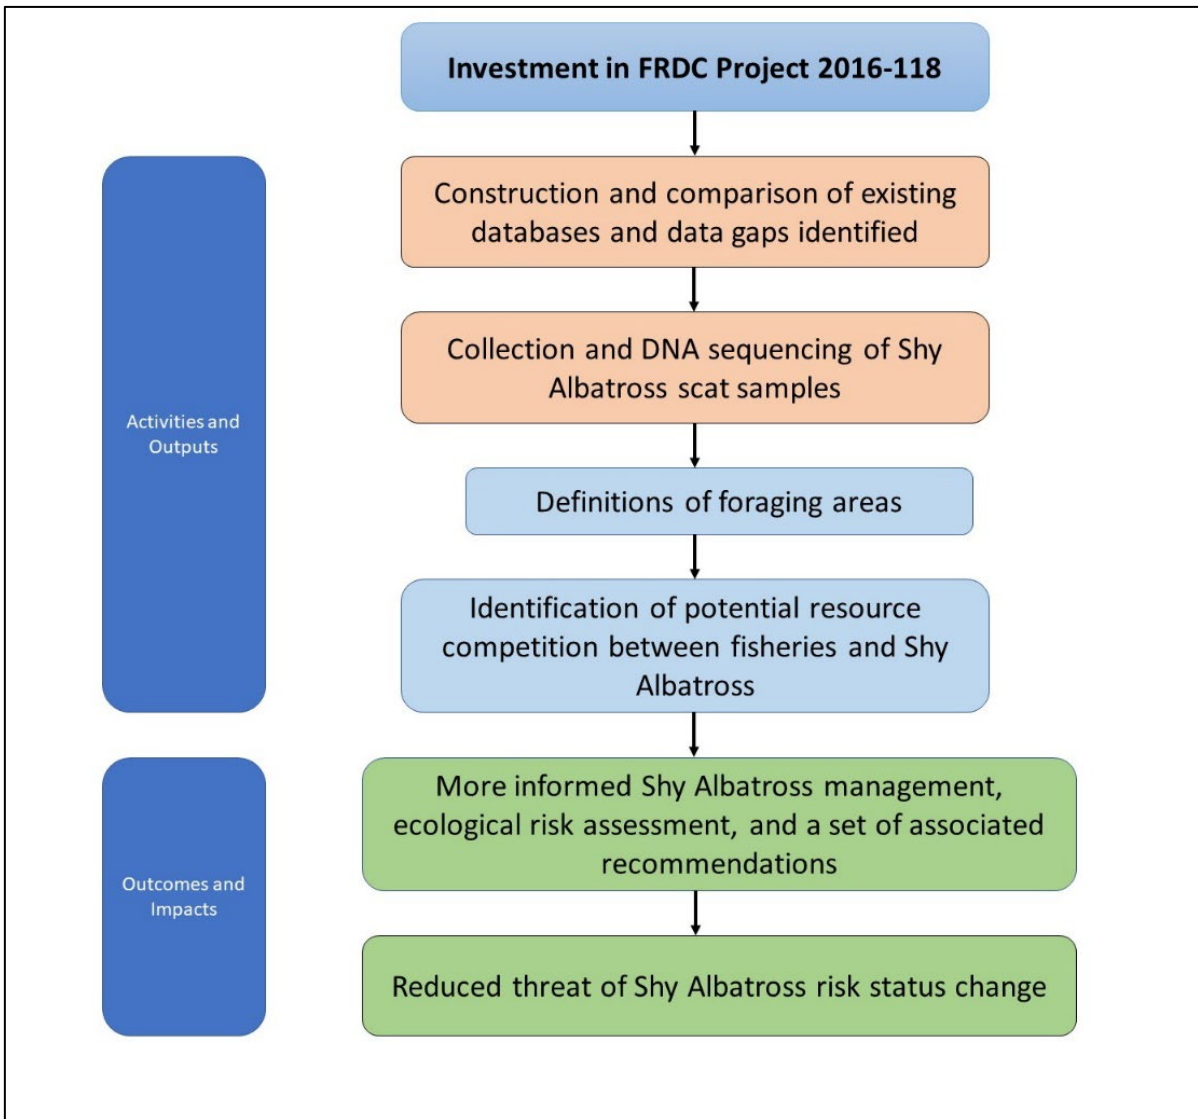 Investment in FRDC Project 2016-118
Construction and comparison of existing
databases and data gaps identified
Collection and DNA sequencing of Shy
Albatross scat samples
Activities and
Outputs
Definitions of foraging areas
Identification of potential resource
competition between fisheries and Shy
Albatross
More informed Shy Albatross management,
ecological risk assessment, and a set of associated
recommendations
Outcomes and
Impacts
Reduced threat of Shy Albatross risk status change